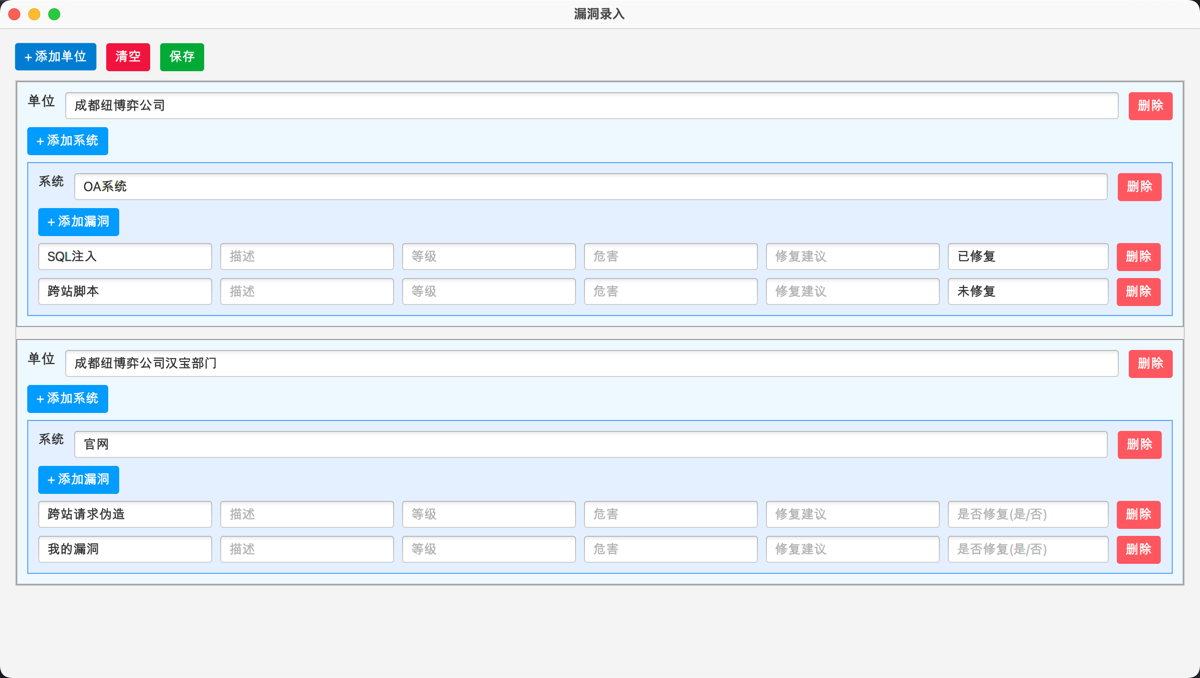 漏洞录入
+ 添加单位 清空 保存
单位 成都纽博弈公司 删除
+ 添加系统
系统 OA系统 删除
+ 添加漏洞
SQL注入 描述 等级 危害 修复建议 已修复 删除
跨站脚本 描述 等级 危害 修复建议 未修复 删除
单位 成都纽博弈公司汉宝部门 删除
+ 添加系统
系统 官网 删除
+ 添加漏洞
跨站请求伪造 描述 等级 危害 修复建议 是否修复(是/否) 删除
我的漏洞 描述 等级 危害 修复建议 是否修复(是/否) 删除